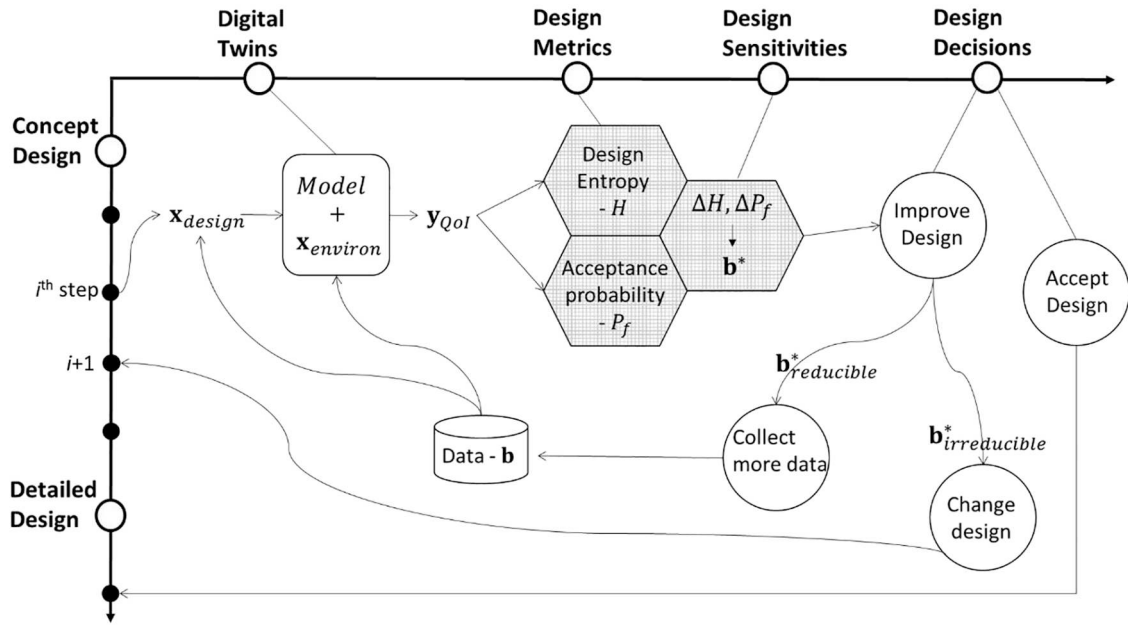 Digital
Twins
Design
Metrics
Design
Sensitivities
Design
Decisions
Concept
Design
Model
+
𝐱_environ
𝐱_design
𝐲_QoI
Design
Entropy
- H
Acceptance
probability
- P_f
ΔH, ΔP_f
𝐛*
Improve
Design
Accept
Design
iᵗʰ step
i+1
𝐛*_reducible
𝐛*_irreducible
Collect
more data
Data - 𝐛
Change
design
Detailed
Design